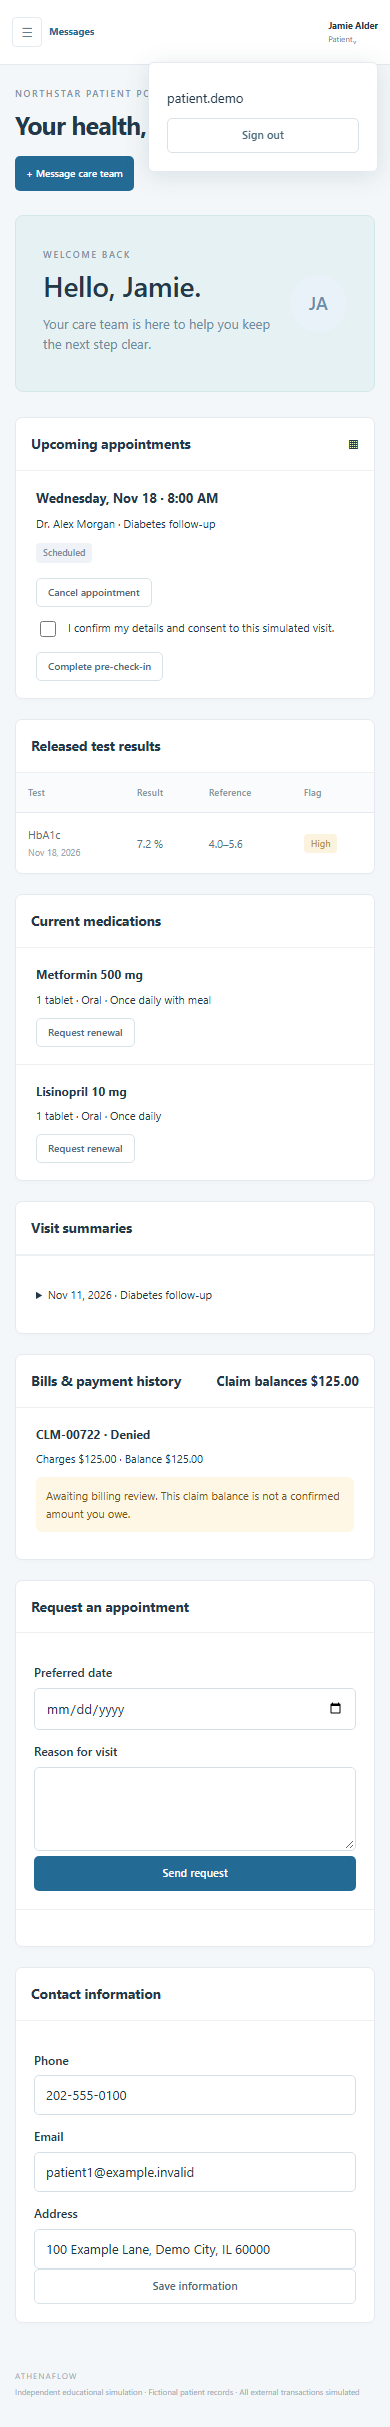 Messages
Jamie Alder
Patient
patient.demo
Sign out
NORTHSTAR PATIENT
Your health,
+ Message care team
WELCOME BACK
Hello, Jamie.
Your care team is here to help you keep
the next step clear.
JA
Upcoming appointments
Wednesday, Nov 18 · 8:00 AM
Dr. Alex Morgan · Diabetes follow-up
Scheduled
Cancel appointment
I confirm my details and consent to this simulated visit.
Complete pre-check-in
Released test results
Test Result Reference Flag
HbA1c
Nov 18, 2026
7.2 % 4.0–5.6 High
Current medications
Metformin 500 mg
1 tablet · Oral · Once daily with meal
Request renewal
Lisinopril 10 mg
1 tablet · Oral · Once daily
Request renewal
Visit summaries
Nov 11, 2026 · Diabetes follow-up
Bills & payment history Claim balances $125.00
CLM-00722 · Denied
Charges $125.00 · Balance $125.00
Awaiting billing review. This claim balance is not a confirmed
amount you owe.
Request an appointment
Preferred date
mm/dd/yyyy
Reason for visit
Send request
Contact information
Phone
202-555-0100
Email
patient1@example.invalid
Address
100 Example Lane, Demo City, IL 60000
Save information
ATHENAFLOW
Independent educational simulation · Fictional patient records · All external transactions simulated